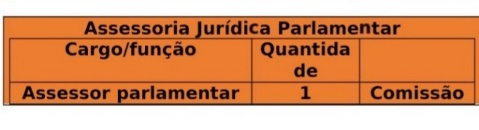 Assessoria Jurídica Parlamentar
Cargo/função Quantida
de
Assessor parlamentar 1 Comissão